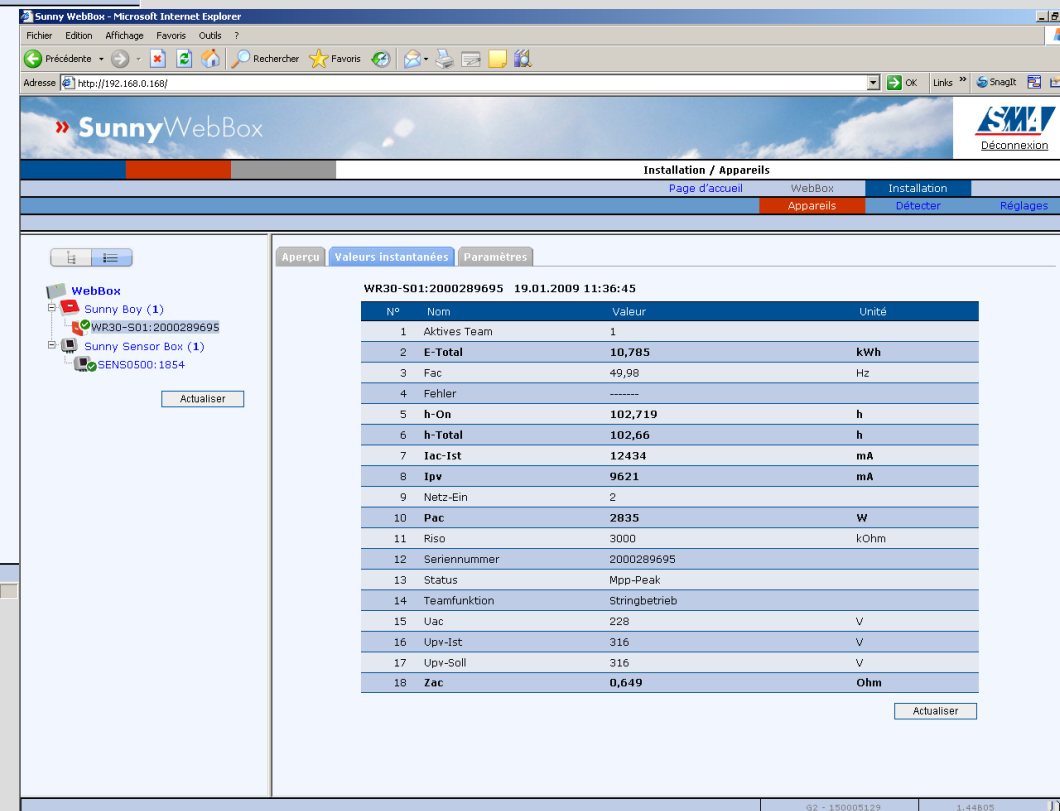 Sunny WebBox - Microsoft Internet Explorer
Fichier Edition Affichage Favoris Outils ?
Précédente Rechercher Favoris
Adresse http://192.168.0.168/ OK Links » SnagIt
» SunnyWebBox
SMA
Déconnexion
Installation / Appareils
Page d'accueil WebBox Installation
Appareils Détecter Réglages
Aperçu Valeurs instantanées Paramètres
WebBox
Sunny Boy (1)
WR30-S01:2000289695
Sunny Sensor Box (1)
SENS0500:1854
Actualiser
WR30-S01:2000289695 19.01.2009 11:36:45
N° Nom Valeur Unité
1 Aktives Team 1
2 E-Total 10,785 kWh
3 Fac 49,98 Hz
4 Fehler -------
5 h-On 102,719 h
6 h-Total 102,66 h
7 Iac-Ist 12434 mA
8 Ipv 9621 mA
9 Netz-Ein 2
10 Pac 2835 W
11 Riso 3000 kOhm
12 Seriennummer 2000289695
13 Status Mpp-Peak
14 Teamfunktion Stringbetrieb
15 Uac 228 V
16 Upv-Ist 316 V
17 Upv-Soll 316 V
18 Zac 0,649 Ohm
Actualiser
G2 - 150005129 1.44B05